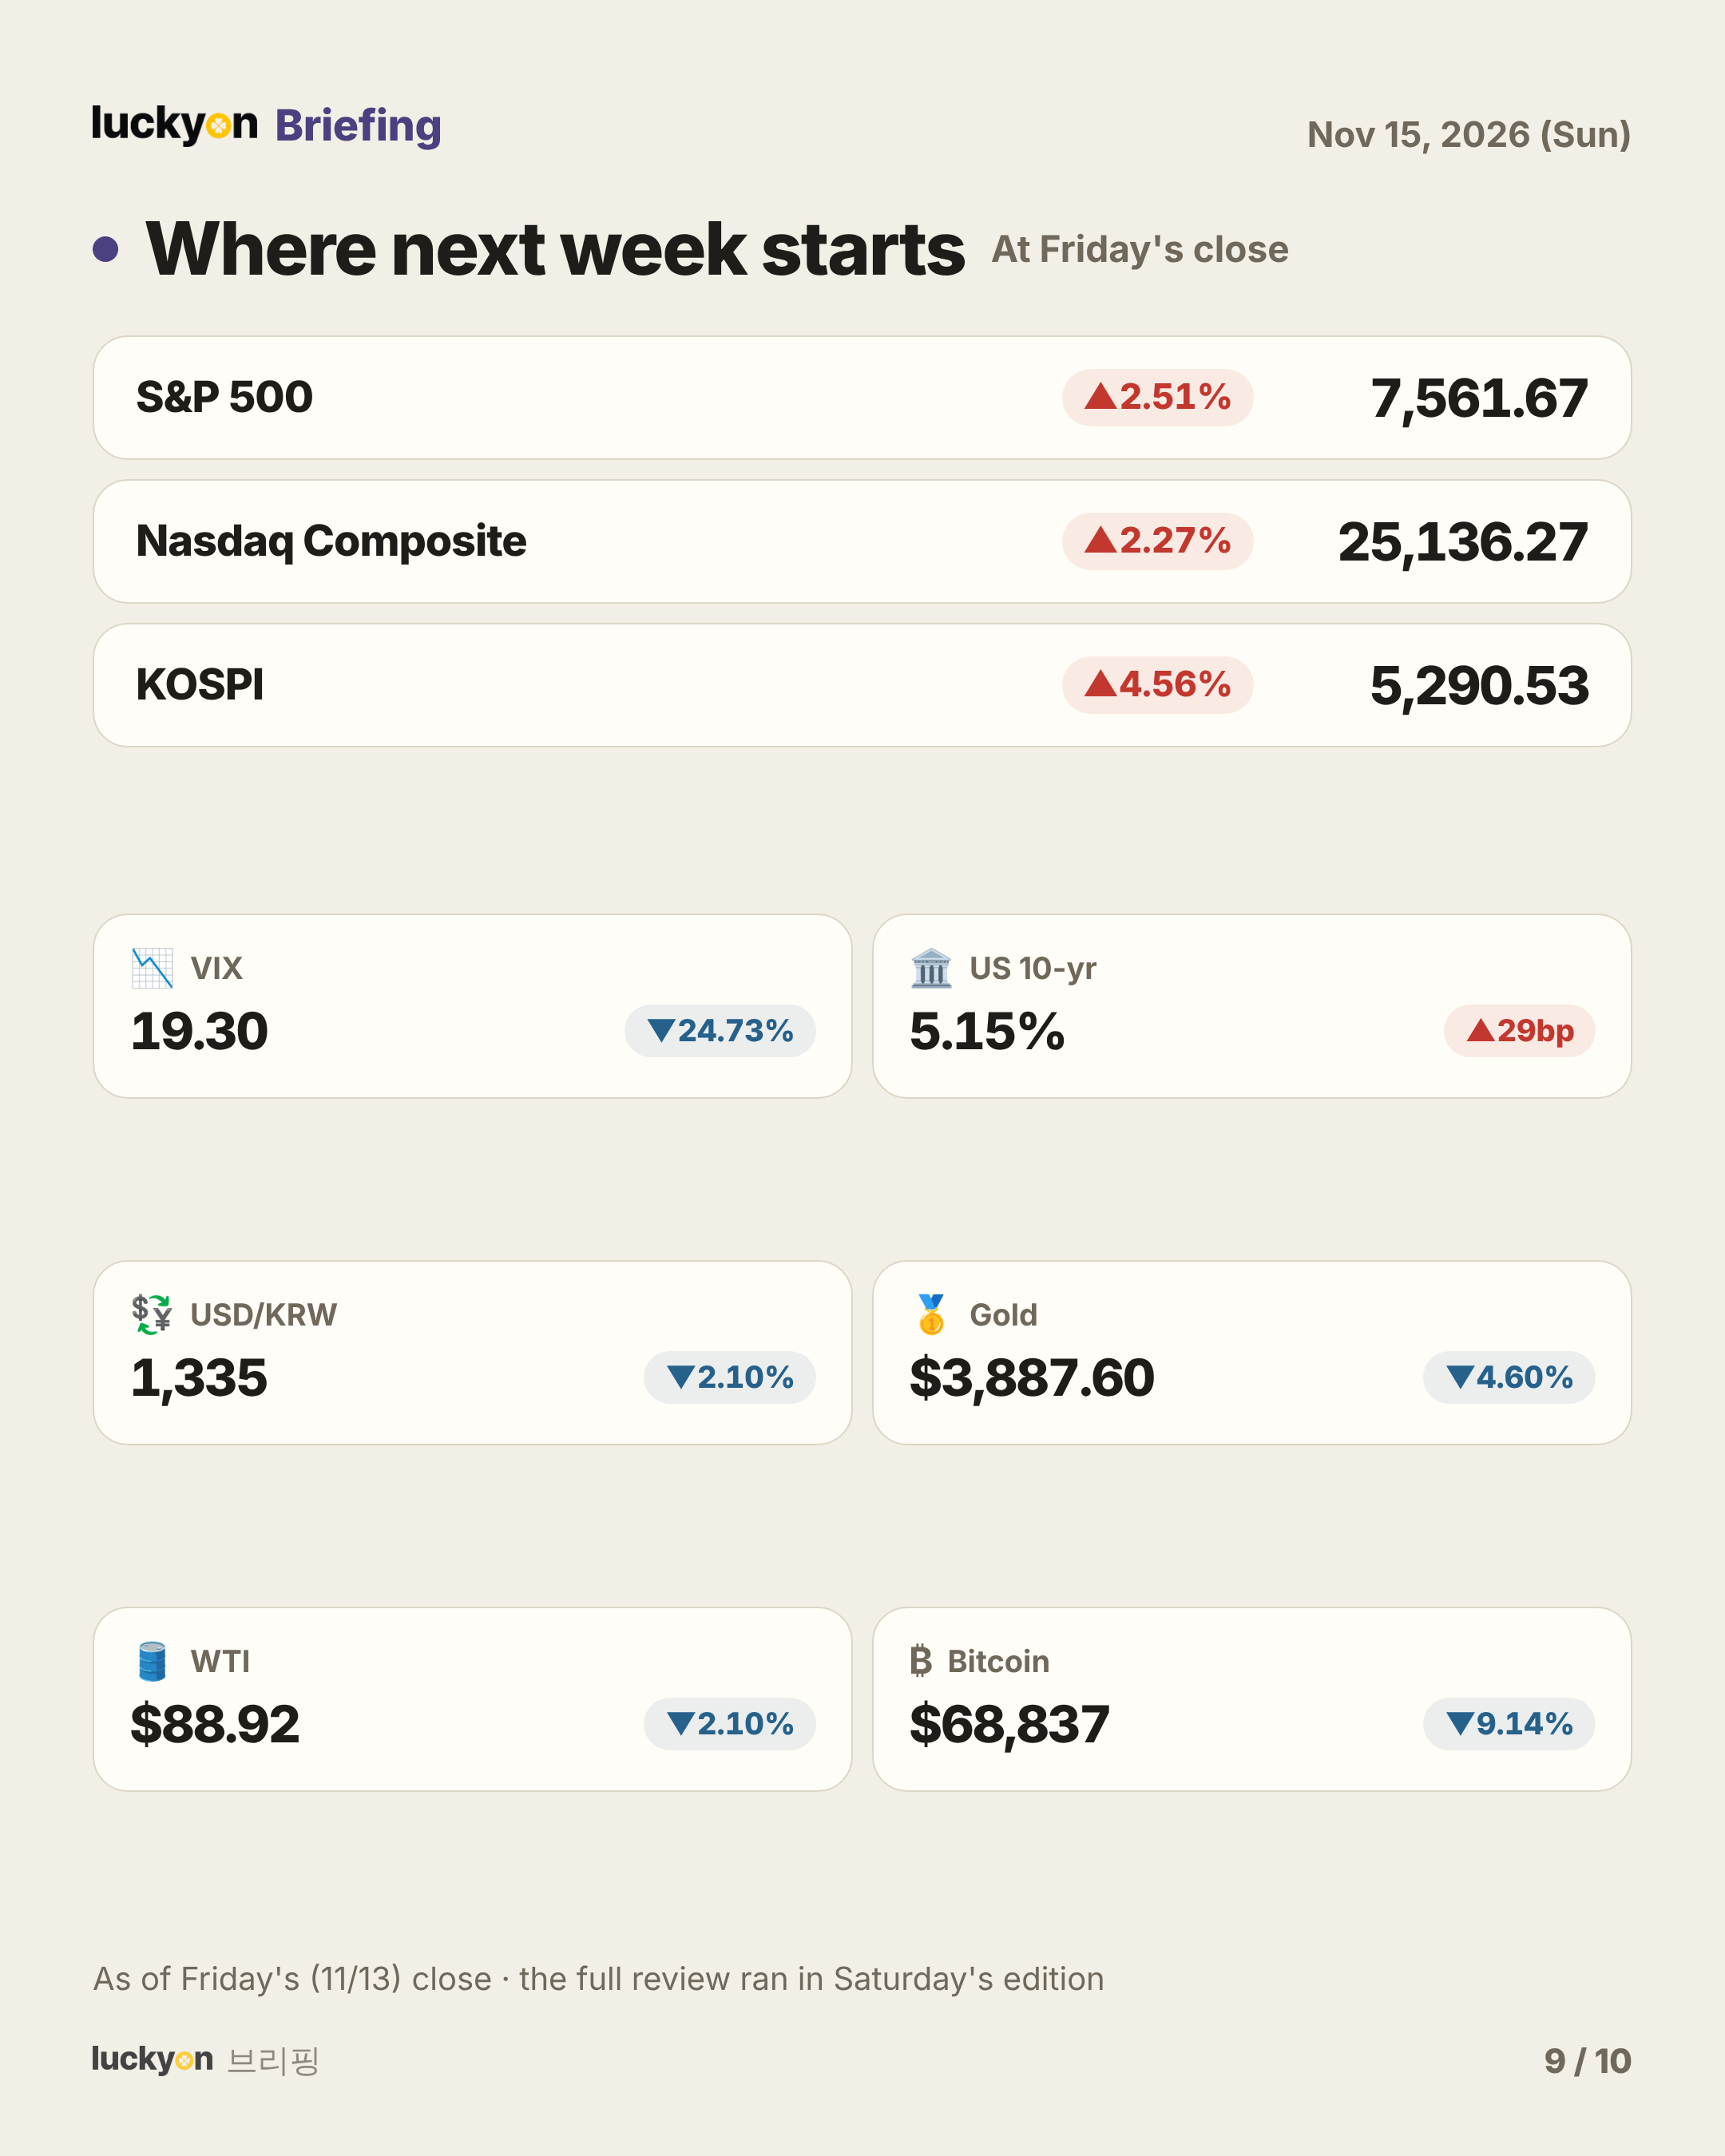 luckyon Briefing
Nov 15, 2026 (Sun)
Where next week starts At Friday's close
S&P 500 ▲2.51% 7,561.67
Nasdaq Composite ▲2.27% 25,136.27
KOSPI ▲4.56% 5,290.53
VIX
19.30 ▼24.73%
US 10-yr
5.15% ▲29bp
USD/KRW
1,335 ▼2.10%
Gold
$3,887.60 ▼4.60%
WTI
$88.92 ▼2.10%
₿ Bitcoin
$68,837 ▼9.14%
As of Friday's (11/13) close · the full review ran in Saturday's edition
luckyon 브리핑
9 / 10